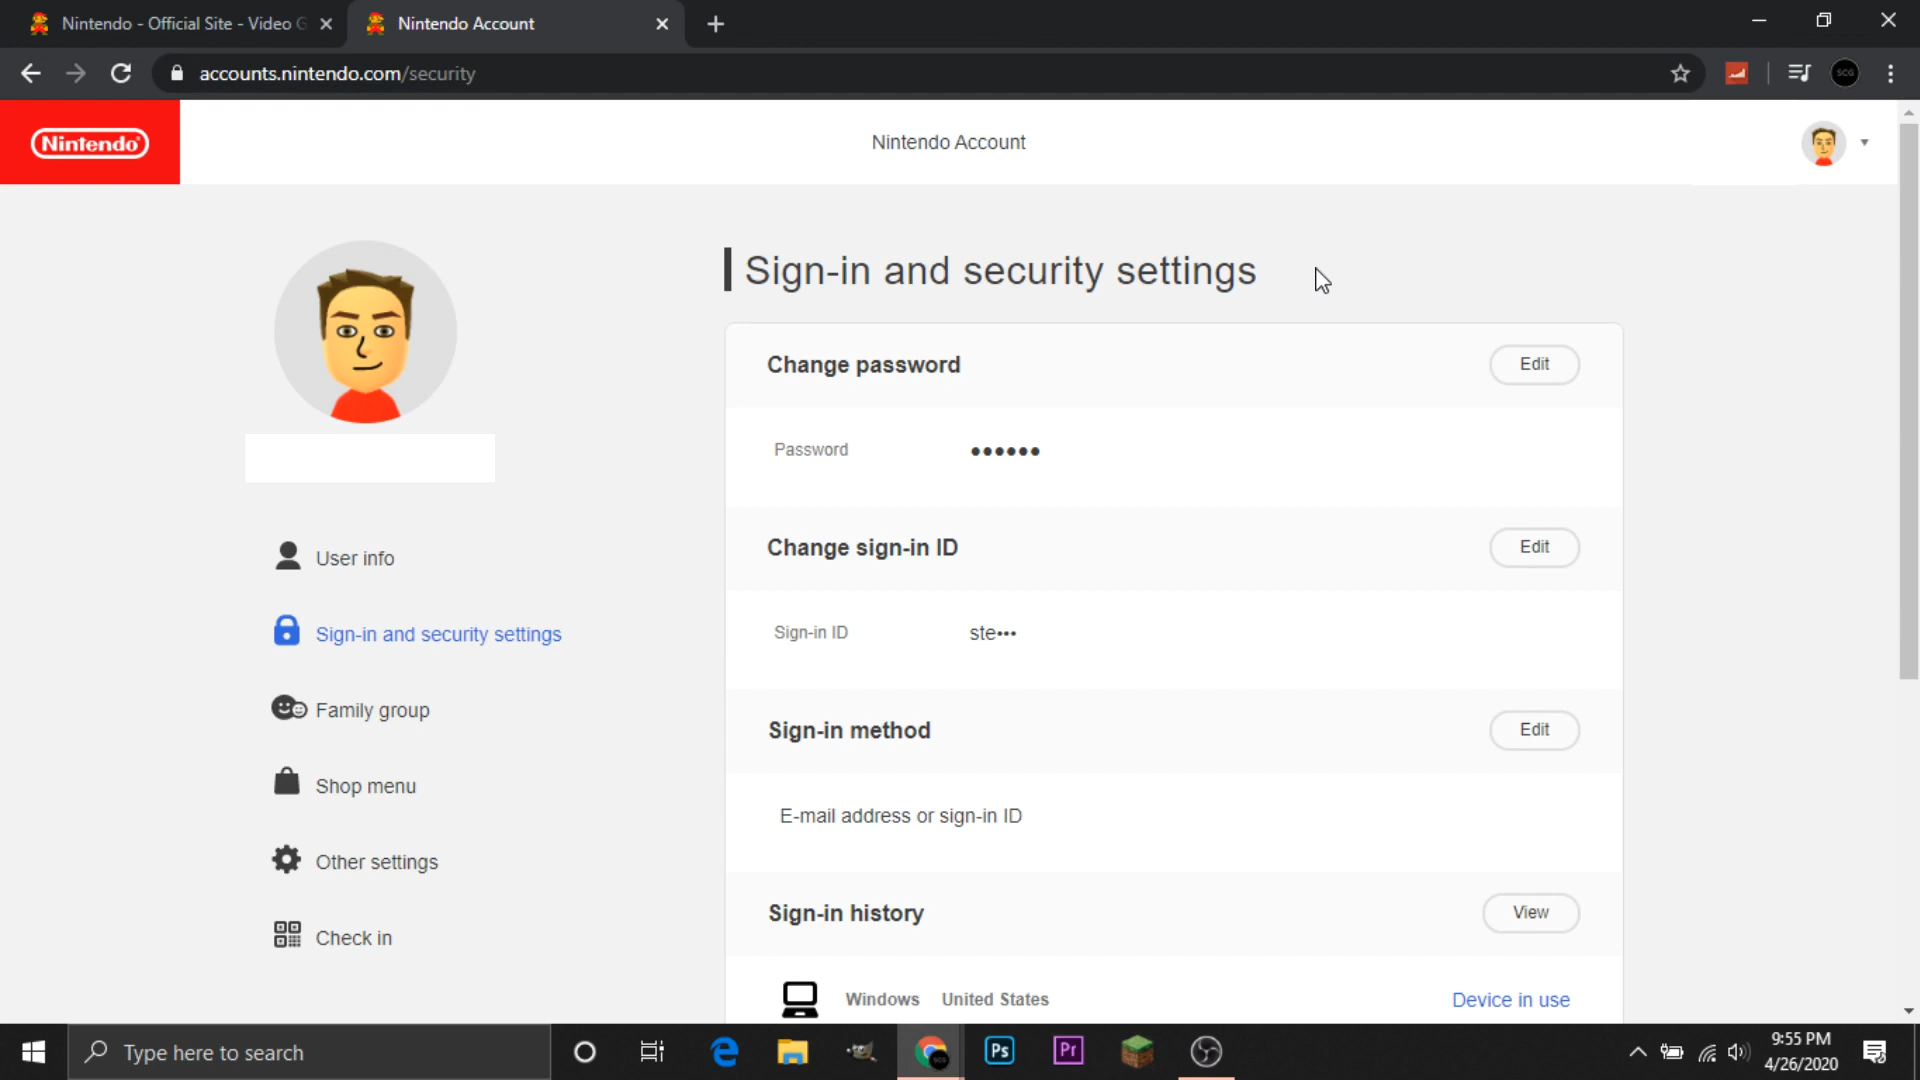 Nintendo - Official Site - Video G
Nintendo Account
accounts.nintendo.com/security
SCG
Nintendo
Nintendo Account
Sign-in and security settings
Change password
Edit
Password
••••••
Change sign-in ID
Edit
Sign-in ID
ste•••
Sign-in method
Edit
E-mail address or sign-in ID
Sign-in history
View
Windows United States
Device in use
User info
Sign-in and security settings
Family group
Shop menu
Other settings
Check in
Type here to search
Ps
Pr
9:55 PM
4/26/2020